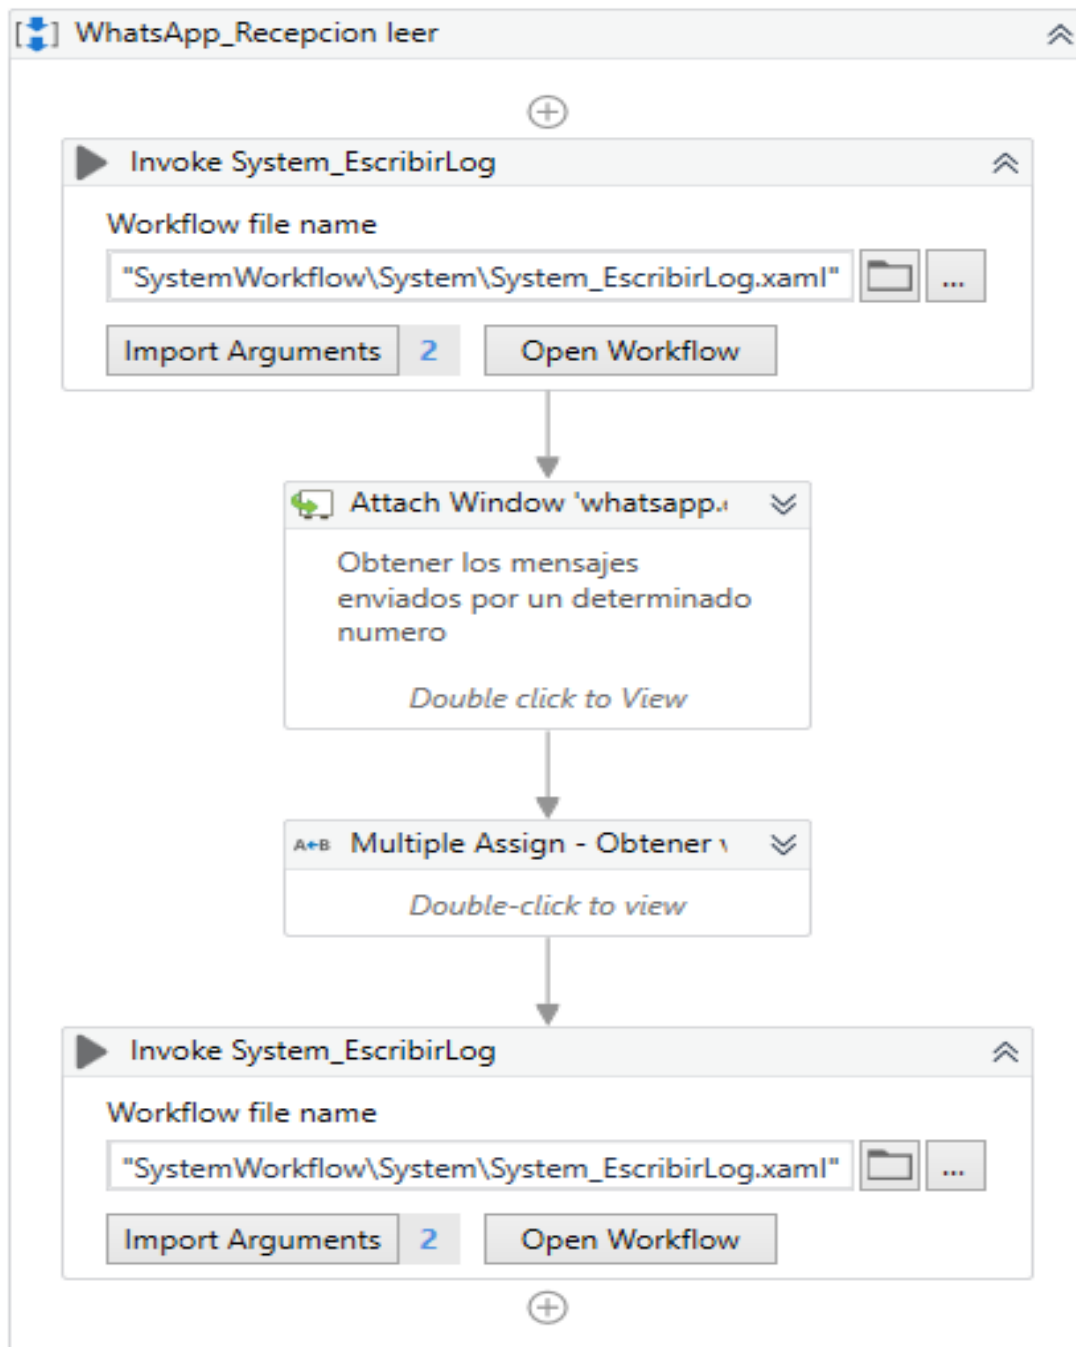 WhatsApp_Recepcion leer
Invoke System_EscribirLog
Workflow file name
"SystemWorkflow\System\System_EscribirLog.xaml"
...
Import Arguments 2 Open Workflow
Attach Window 'whatsapp.
Obtener los mensajes
enviados por un determinado
numero
Double click to View
A←B Multiple Assign - Obtener
Double-click to view
Invoke System_EscribirLog
Workflow file name
"SystemWorkflow\System\System_EscribirLog.xaml"
...
Import Arguments 2 Open Workflow